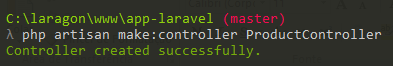 C:\laragon\www\app-laravel (master)
λ php artisan make:controller ProductController
Controller created successfully.